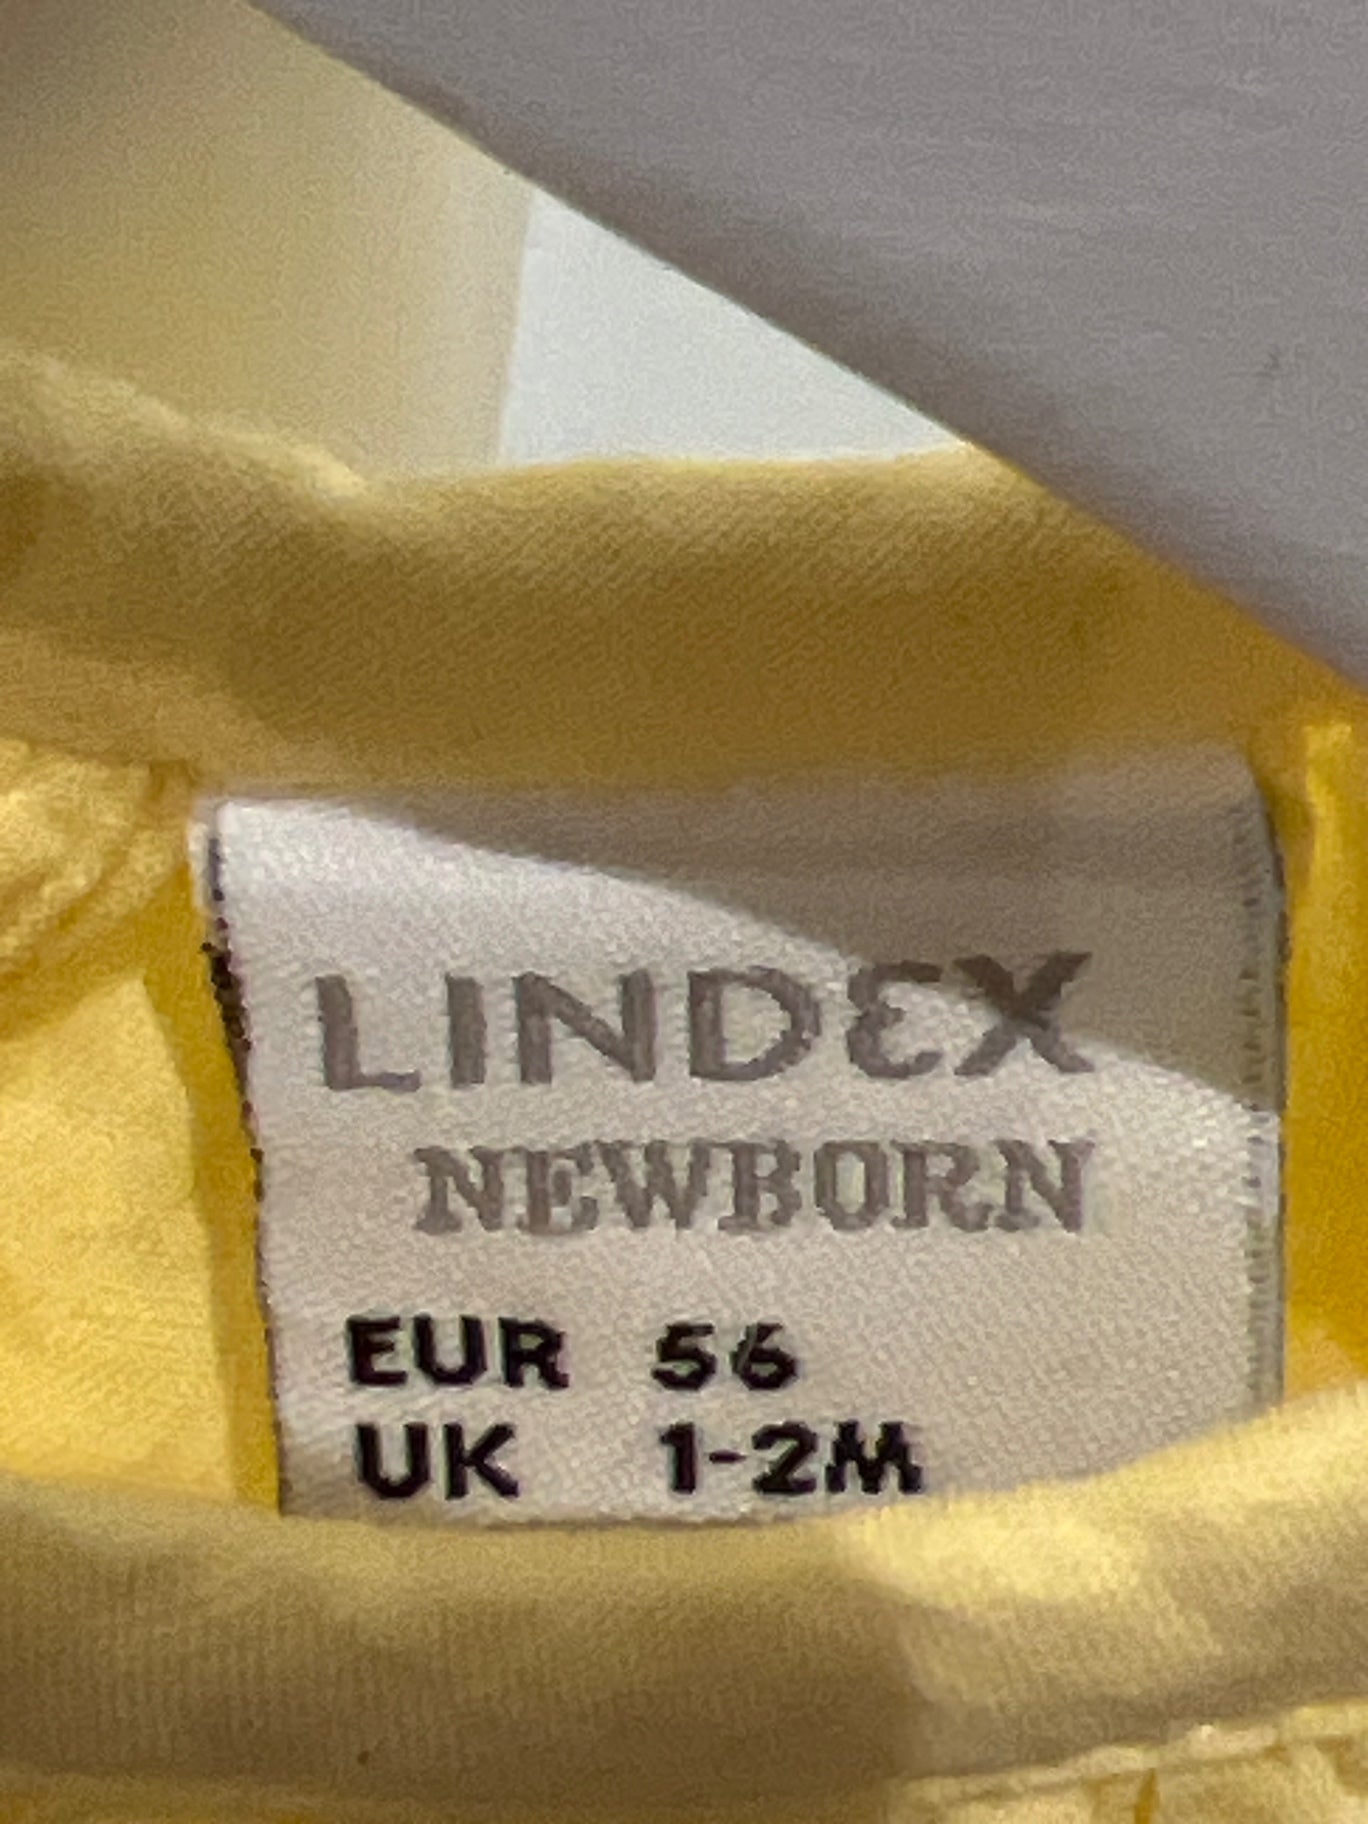 LINDEX
NEWBORN
EUR 56
UK 1-2M